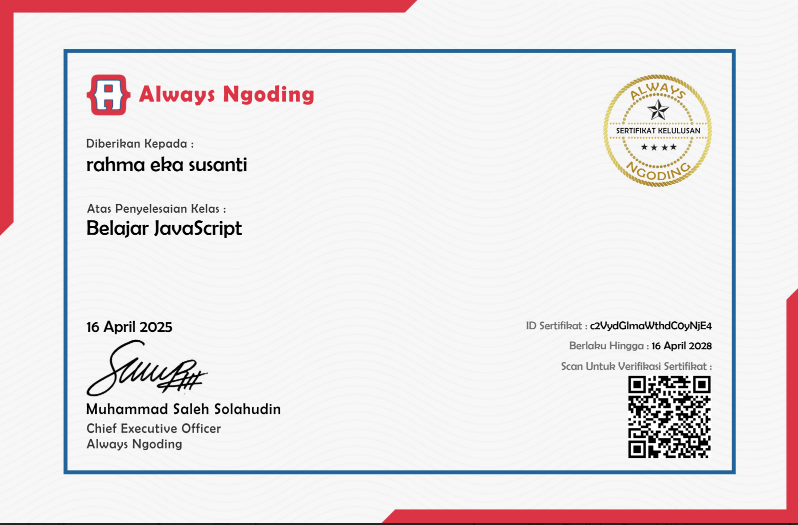 Always Ngoding
ALWAYS
SERTIFIKAT KELULUSAN
NGODING
Diberikan Kepada :
rahma eka susanti
Atas Penyelesaian Kelas :
Belajar JavaScript
16 April 2025
Muhammad Saleh Solahudin
Chief Executive Officer
Always Ngoding
ID Sertifikat : c2VydGlmaWthdC0yNjE4
Berlaku Hingga : 16 April 2028
Scan Untuk Verifikasi Sertifikat :